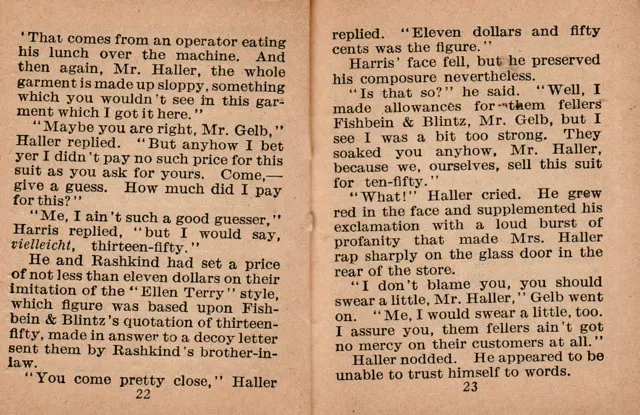 'That comes from an operator eating
his lunch over the machine. And
then again, Mr. Haller, the whole
garment is made up sloppy, something
which you wouldn't see in this gar-
ment which I got it here."
"Maybe you are right, Mr. Gelb,"
Haller replied. "But anyhow I bet
yer I didn't pay no such price for this
suit as you ask for yours. Come,—
give a guess. How much did I pay
for this?"
"Me, I ain't such a good guesser,"
Harris replied, "but I would say,
vielleicht, thirteen-fifty."
He and Rashkind had set a price
of not less than eleven dollars on their
imitation of the "Ellen Terry" style,
which figure was based upon Fish-
bein & Blintz's quotation of thirteen-
fifty, made in answer to a decoy letter
sent them by Rashkind's brother-in-
law.
"You come pretty close," Haller
22
replied. "Eleven dollars and fifty
cents was the figure."
Harris' face fell, but he preserved
his composure nevertheless.
"Is that so?" he said. "Well, I
made allowances for them fellers
Fishbein & Blintz, Mr. Gelb, but I
see I was a bit too strong. They
soaked you anyhow, Mr. Haller,
because we, ourselves, sell this suit
for ten-fifty."
"What!" Haller cried. He grew
red in the face and supplemented his
exclamation with a loud burst of
profanity that made Mrs. Haller
rap sharply on the glass door in the
rear of the store.
"I don't blame you, you should
swear a little, Mr. Haller," Gelb went
on. "Me, I would swear a little, too.
I assure you, them fellers ain't got
no mercy on their customers at all."
Haller nodded. He appeared to be
unable to trust himself to words.
23